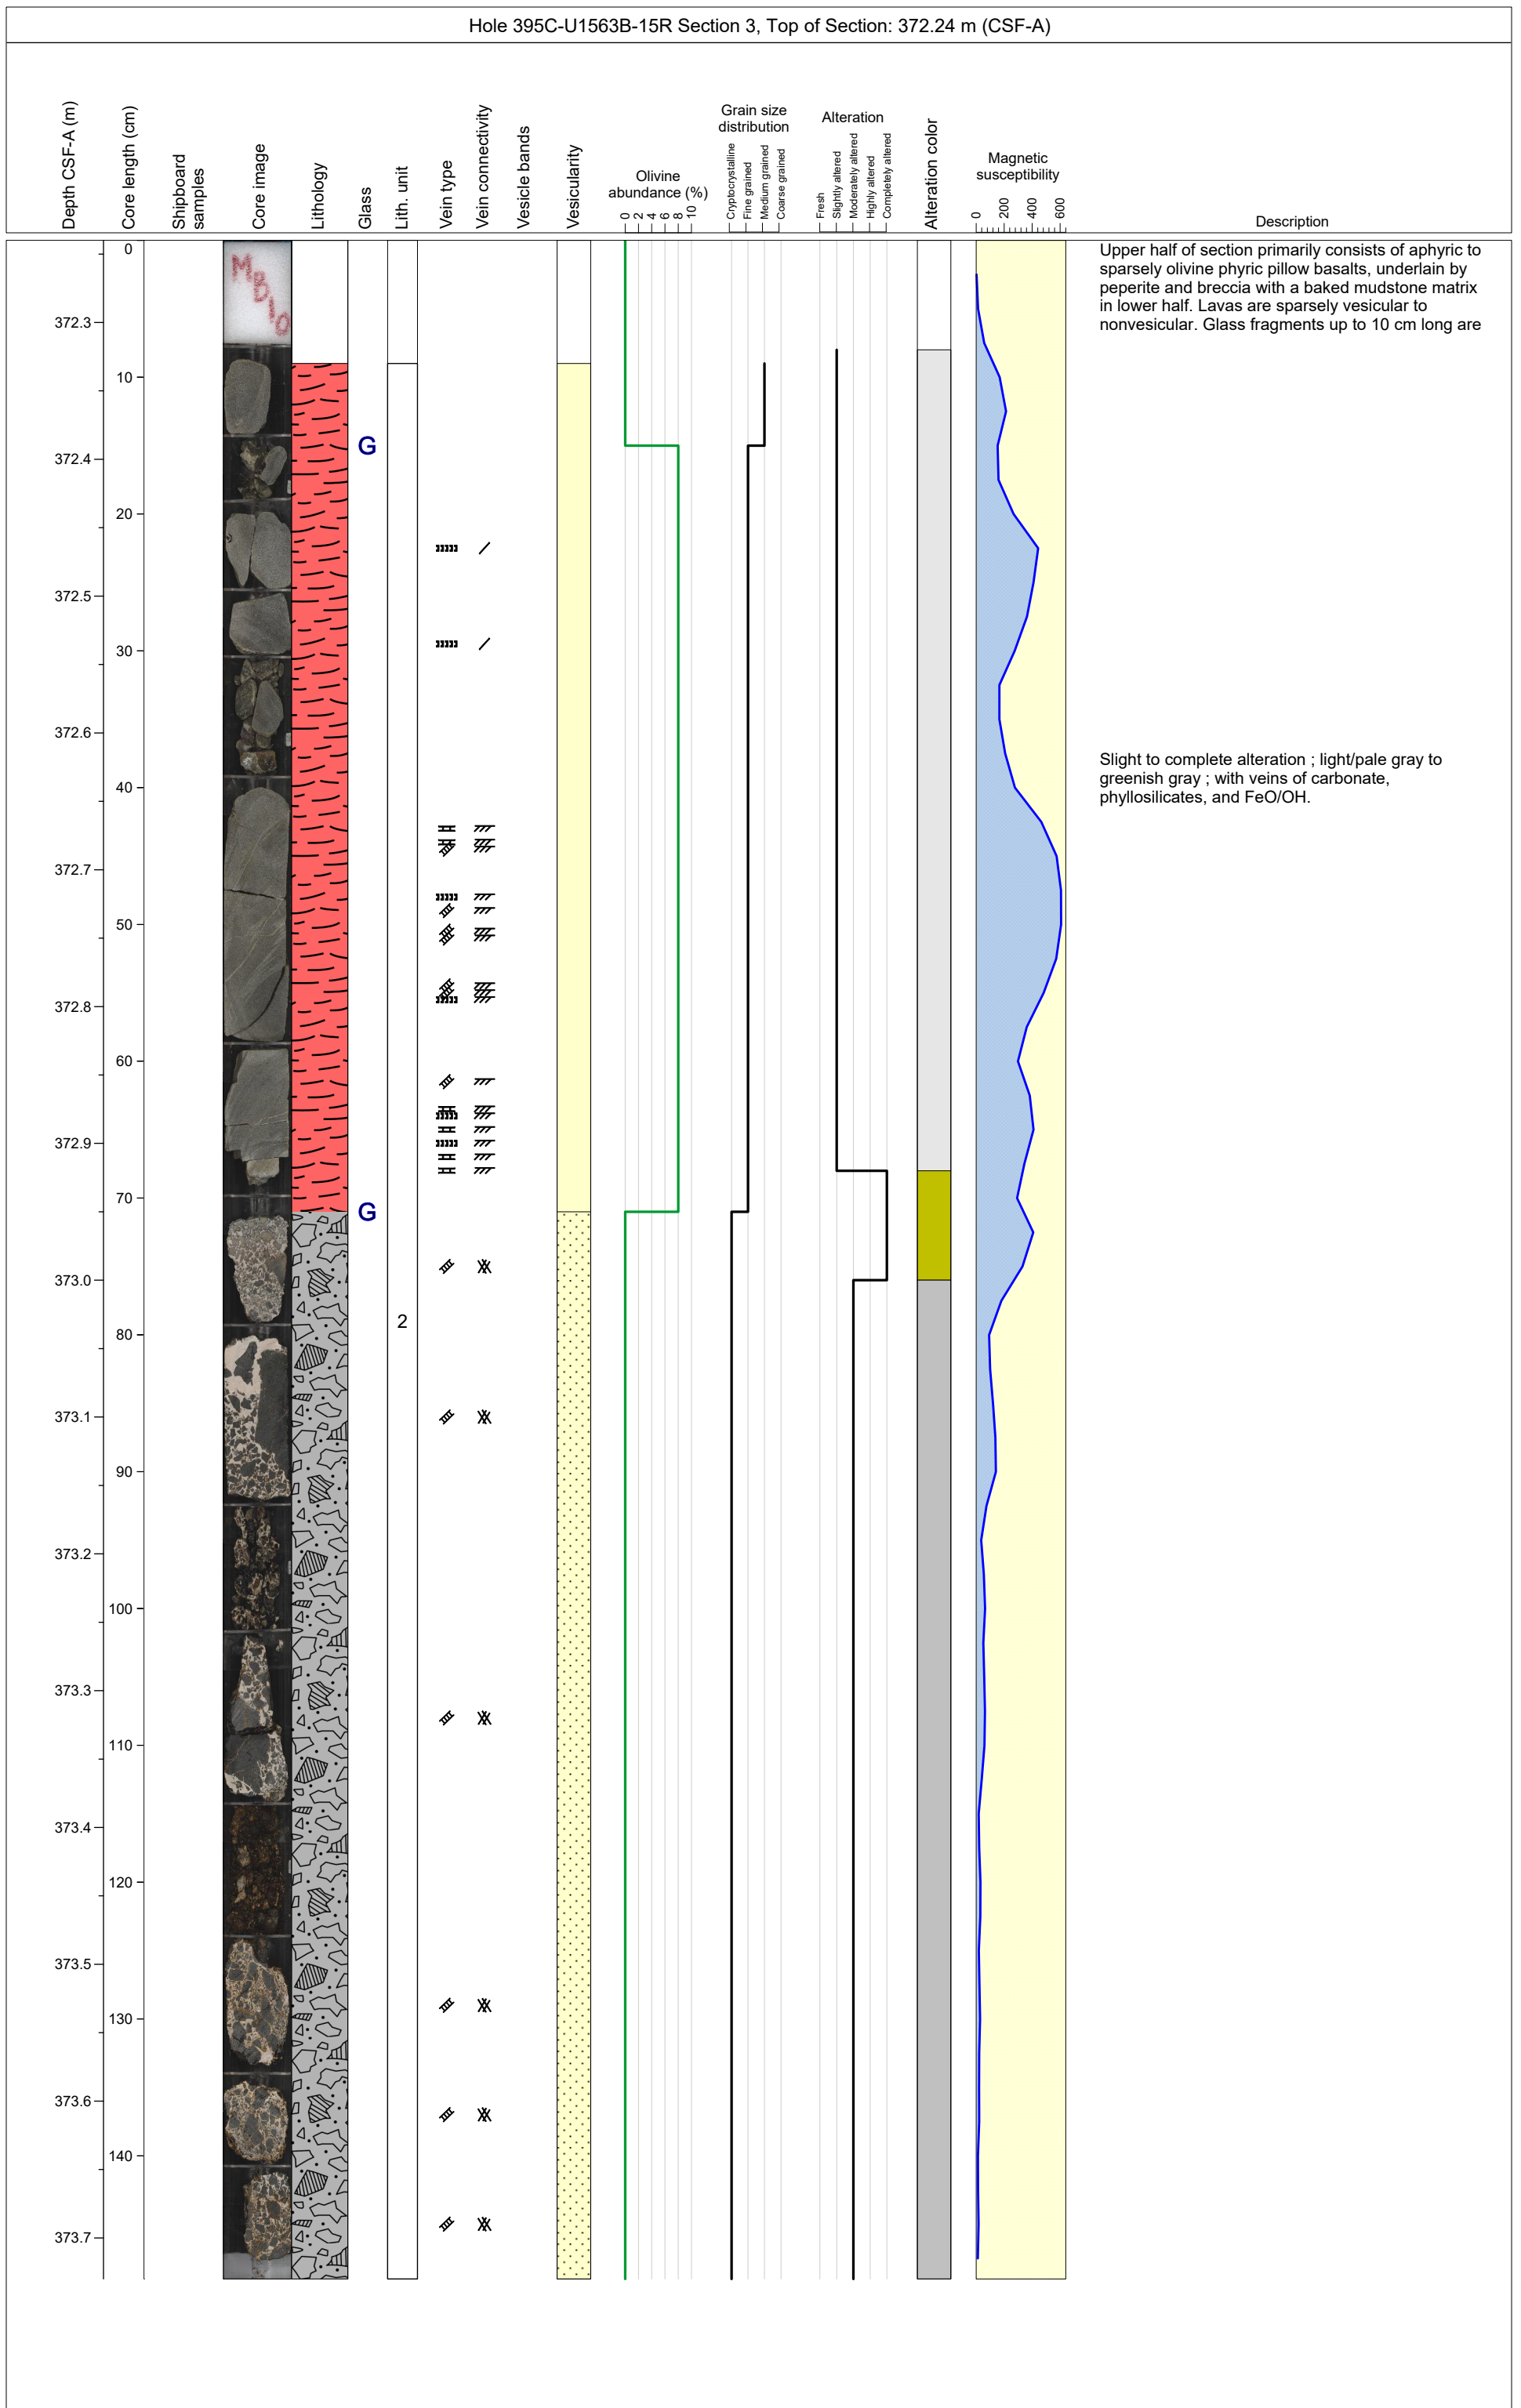 Hole 395C-U1563B-15R Section 3, Top of Section: 372.24 m (CSF-A)
Depth CSF-A (m)
Core length (cm)
Shipboard
samples
Core image
Lithology
Glass
Lith. unit
Vein type
Vein connectivity
Vesicle bands
Vesicularity
Olivine
abundance (%)
0 2 4 6 8 10
Grain size
distribution
Cryptocrystalline
Fine grained
Medium grained
Coarse grained
Alteration
Fresh
Slightly altered
Moderately altered
Highly altered
Completely altered
Alteration color
Magnetic
susceptibility
0 200 400 600
Description
0
MBIO
Upper half of section primarily consists of aphyric to
sparsely olivine phyric pillow basalts, underlain by
peperite and breccia with a baked mudstone matrix
in lower half. Lavas are sparsely vesicular to
nonvesicular. Glass fragments up to 10 cm long are
372.3
10
G
372.4
20
372.5
30
372.6
Slight to complete alteration ; light/pale gray to
greenish gray ; with veins of carbonate,
phyllosilicates, and FeO/OH.
40
372.7
50
372.8
60
372.9
70
G
373.0
2
80
373.1
90
373.2
100
373.3
110
373.4
120
373.5
130
373.6
140
373.7